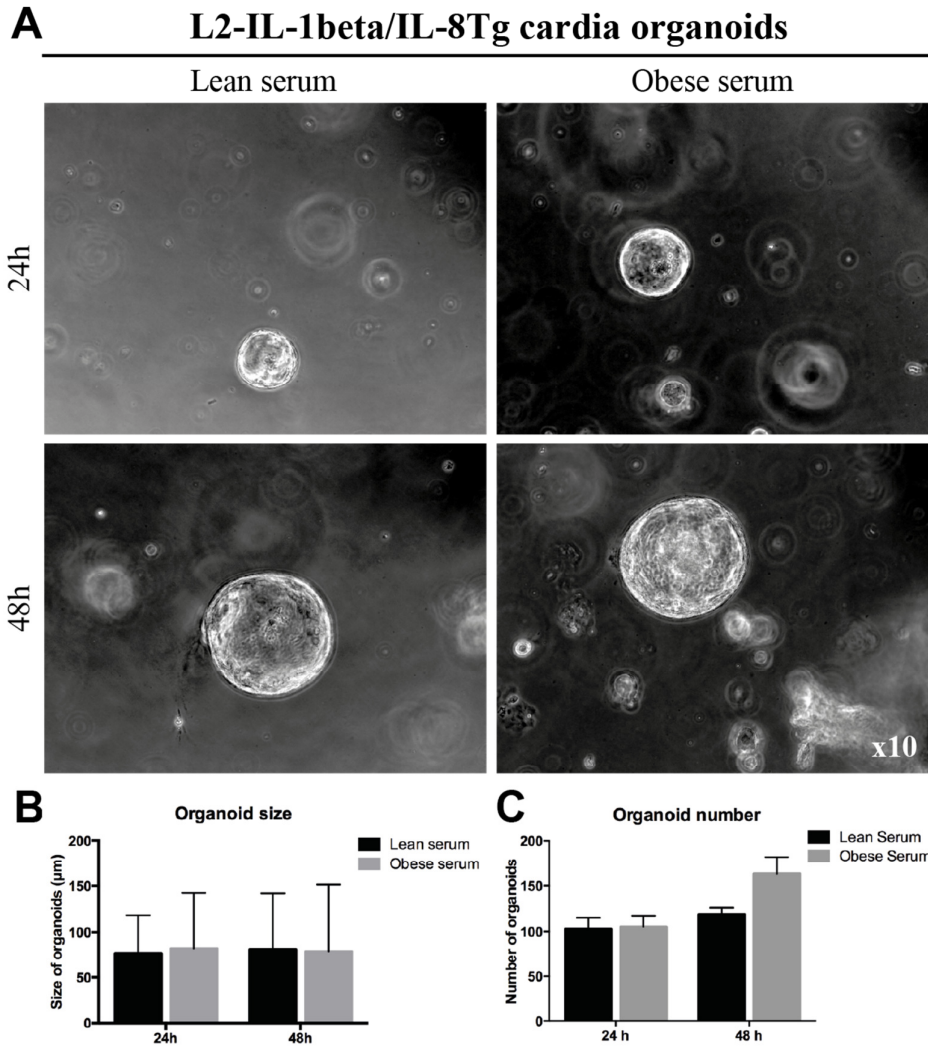 A
L2-IL-1beta/IL-8Tg cardia organoids
Lean serum
Obese serum
24h
48h
x10
B
Organoid size
Size of organoids (µm)
200
150
100
50
0
24h
48h
Lean serum
Obese serum
C
Organoid number
Number of organoids
200
150
100
50
0
24 h
48 h
Lean Serum
Obese Serum